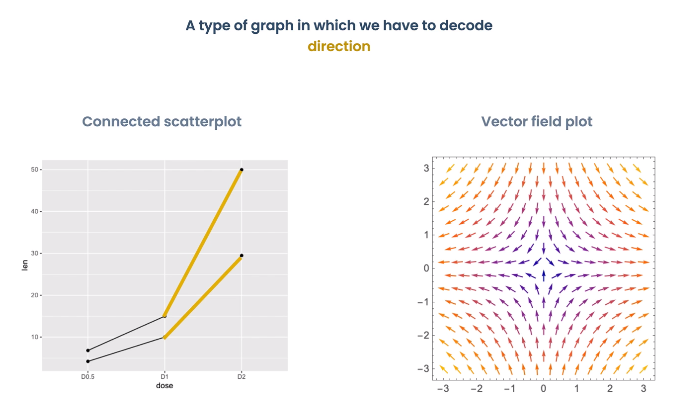 A type of graph in which we have to decode
direction
Connected scatterplot
Vector field plot
50
40
30
20
10
len
D0.5
D1
D2
dose
3
2
1
0
−1
−2
−3
−3
−2
−1
0
1
2
3